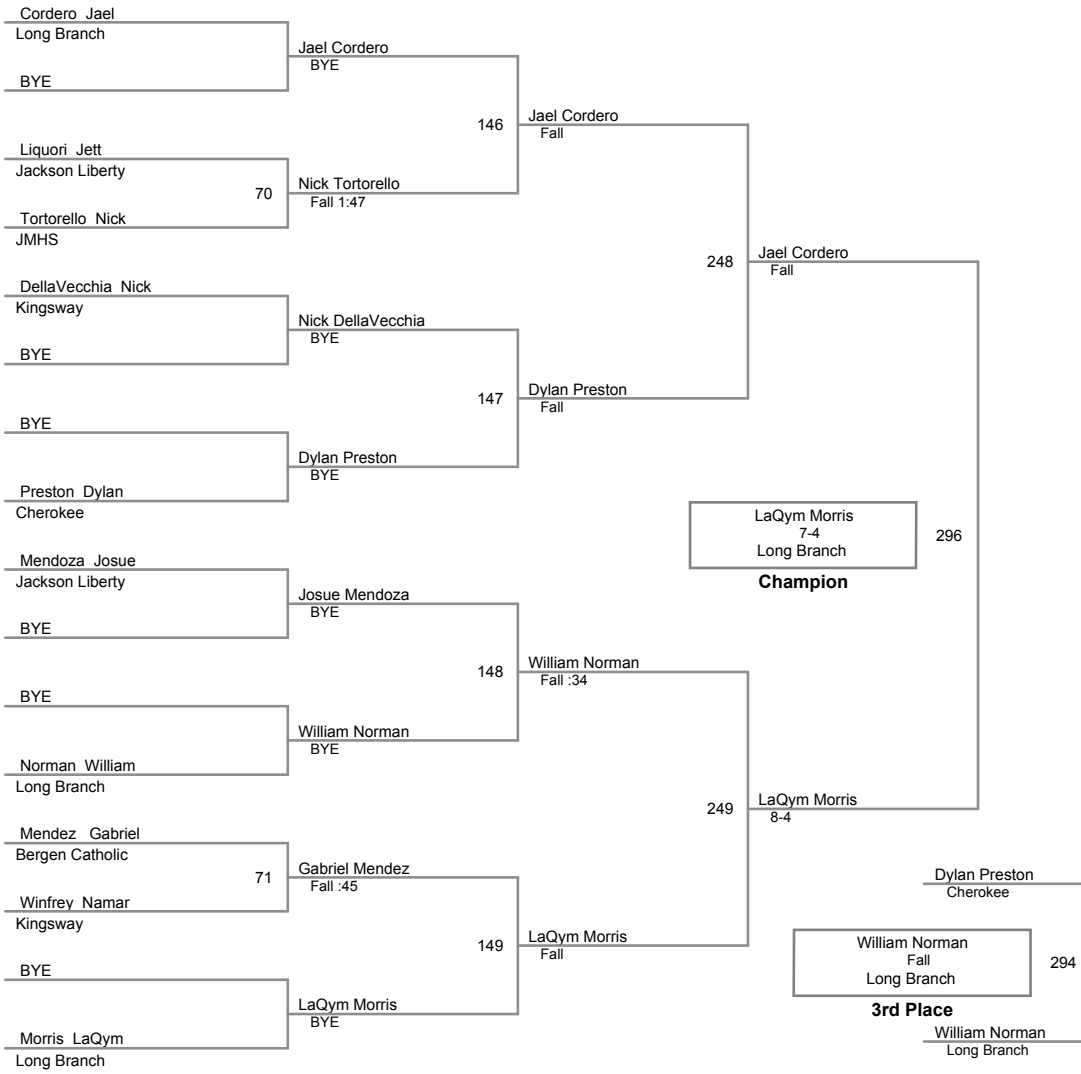 Cordero Jael
Long Branch
BYE
Liquori Jett
Jackson Liberty
Tortorello Nick
JMHS
DellaVecchia Nick
Kingsway
BYE
BYE
Preston Dylan
Cherokee
Mendoza Josue
Jackson Liberty
BYE
BYE
Norman William
Long Branch
Mendez Gabriel
Bergen Catholic
Winfrey Namar
Kingsway
BYE
Morris LaQym
Long Branch
Jael Cordero
BYE
70
Nick Tortorello
Fall 1:47
Nick DellaVecchia
BYE
Dylan Preston
BYE
Josue Mendoza
BYE
William Norman
BYE
71
Gabriel Mendez
Fall :45
LaQym Morris
BYE
146
Jael Cordero
Fall
147
Dylan Preston
Fall
148
William Norman
Fall :34
149
LaQym Morris
Fall
248
Jael Cordero
Fall
249
LaQym Morris
8-4
LaQym Morris
7-4
Long Branch
296
Champion
Dylan Preston
Cherokee
William Norman
Fall
Long Branch
294
3rd Place
William Norman
Long Branch